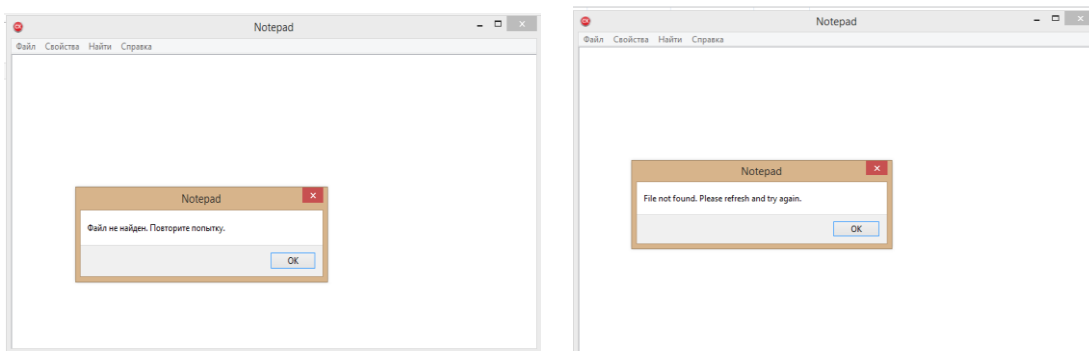 Notepad
Файл Свойства Найти Справка
Notepad
Файл не найден. Повторите попытку.
OK
Notepad
Файл Свойства Найти Справка
Notepad
File not found. Please refresh and try again.
OK